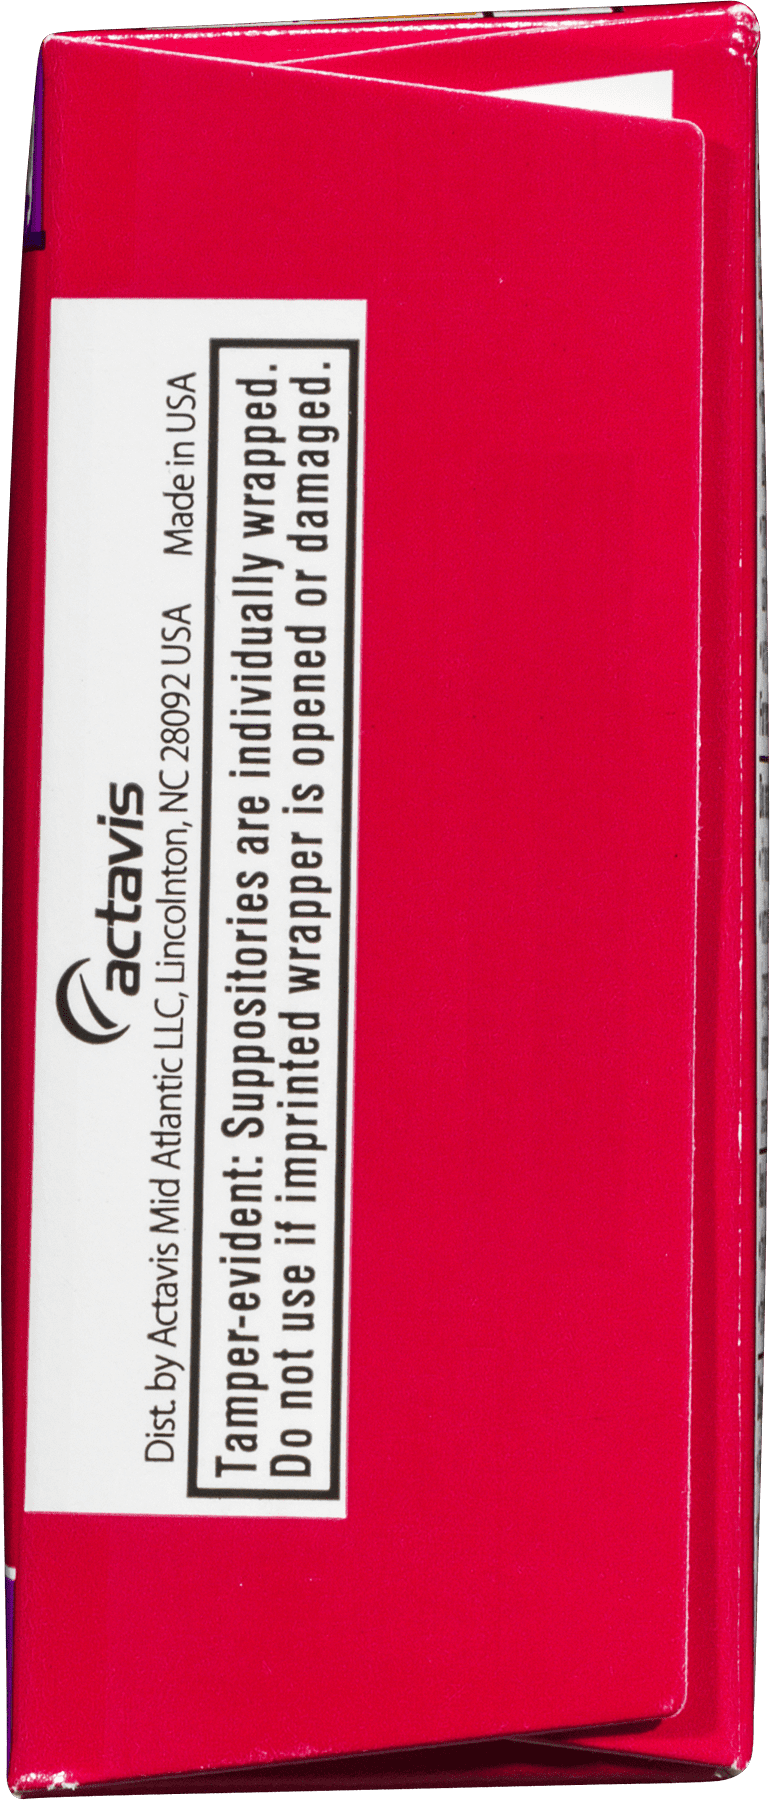 actavis
Dist. by Actavis Mid Atlantic LLC, Lincolnton, NC 28092 USA Made in USA
Tamper-evident: Suppositories are individually wrapped.
Do not use if imprinted wrapper is opened or damaged.